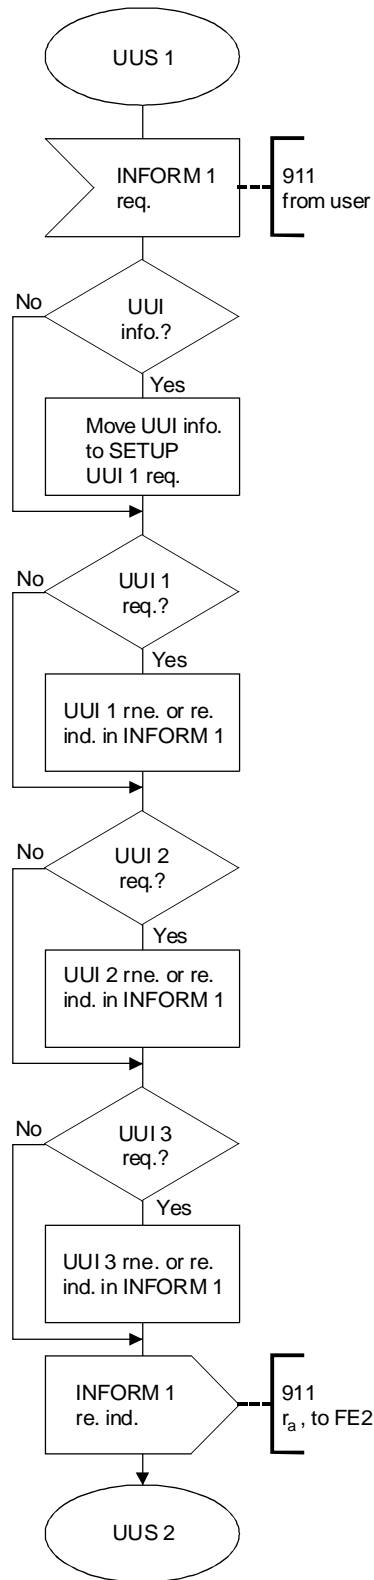 UUS 1
INFORM 1
req.
911
from user
No
UUI
info.?
Yes
Move UUI info.
to SETUP
UUI 1 req.
No
UUI 1
req.?
Yes
UUI 1 rne. or re.
ind. in INFORM 1
No
UUI 2
req.?
Yes
UUI 2 rne. or re.
ind. in INFORM 1
No
UUI 3
req.?
Yes
UUI 3 rne. or re.
ind. in INFORM 1
INFORM 1
re. ind.
911
ra , to FE2
UUS 2